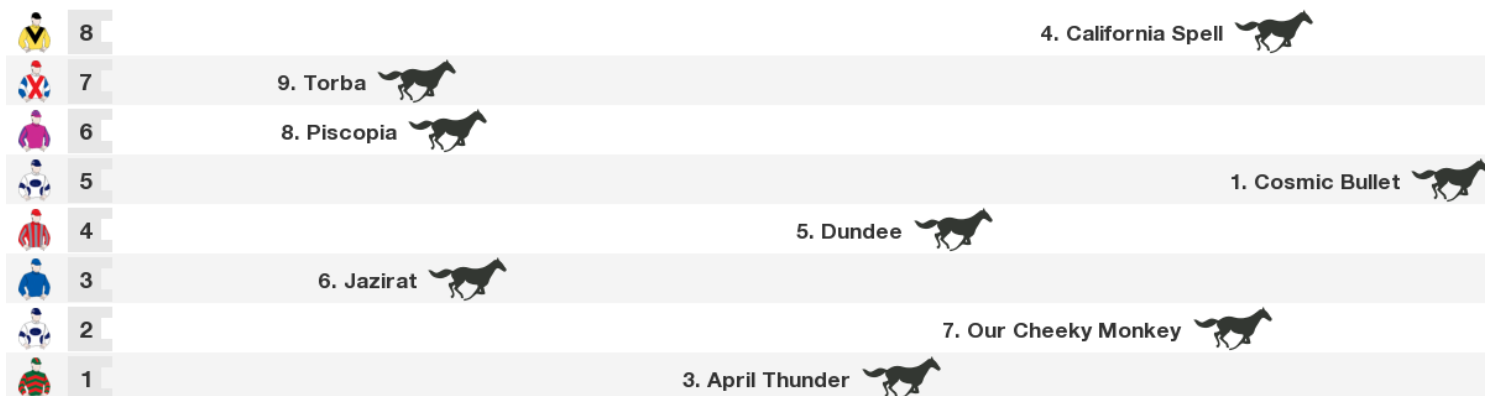 8 4. California Spell
7 9. Torba
6 8. Piscopia
5 1. Cosmic Bullet
4 5. Dundee
3 6. Jazirat
2 7. Our Cheeky Monkey
1 3. April Thunder